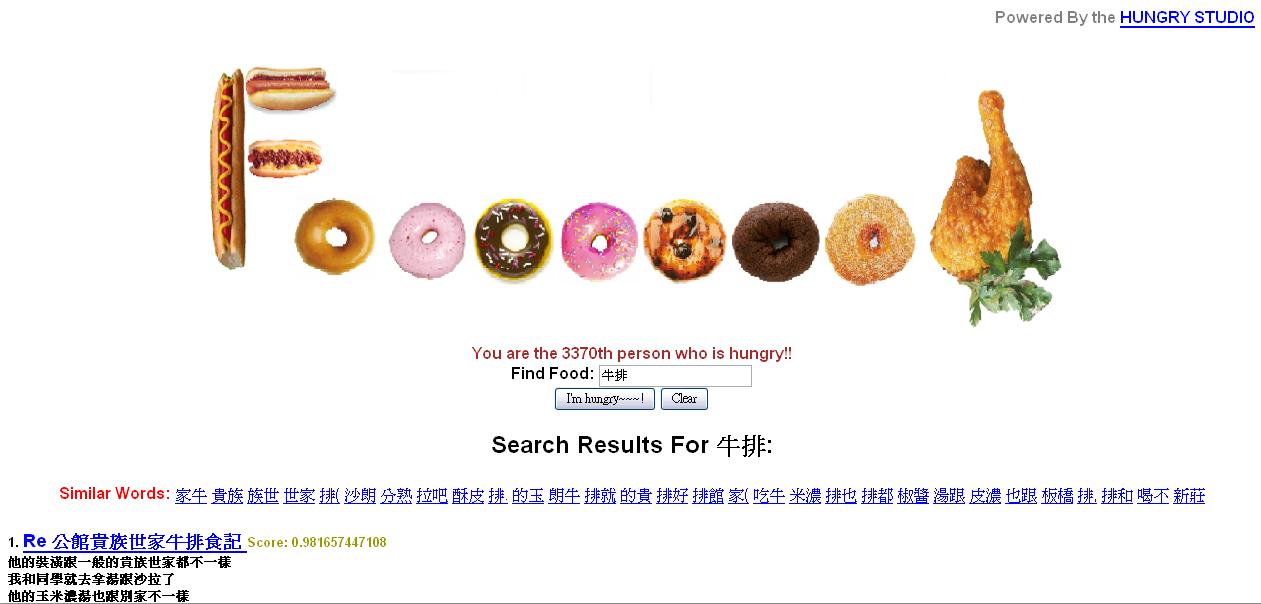 Powered By the HUNGRY STUDIO
You are the 3370th person who is hungry!!
Find Food: 牛排
I'm hungry~~~! Clear
Search Results For 牛排:
Similar Words: 家牛 貴族 族世 世家 排( 沙朗 分熟 拉吧 酥皮 排. 的玉 朗牛 排就 的貴 排好 排館 家( 吃牛 米濃 排也 排都 椒醬 湯跟 皮濃 也跟 板橋 排, 排和 喝不 新莊
1. Re 公館貴族世家牛排食記 Score: 0.981657447108
他的裝潢跟一般的貴族世家都不一樣
我和同學就去拿湯跟沙拉了
他的玉米濃湯也跟別家不一樣